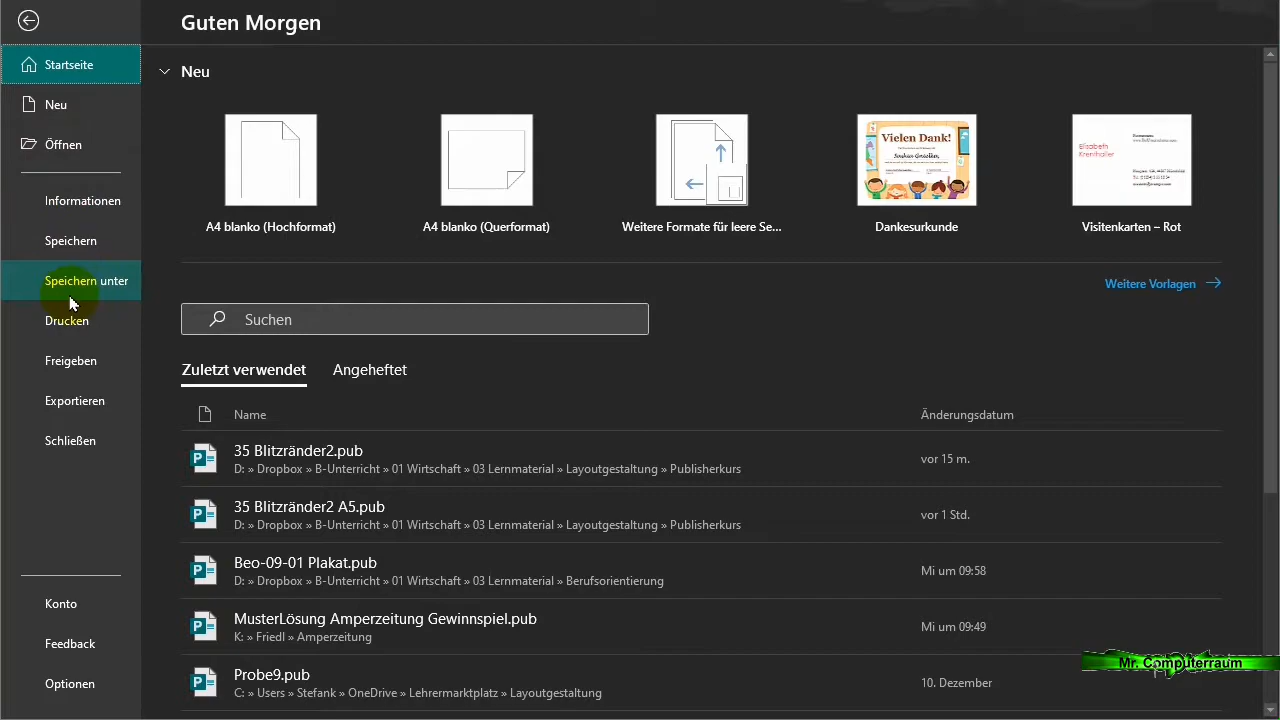 Guten Morgen
Startseite
Neu
Öffnen
Informationen
Speichern
Speichern unter
Drucken
Freigeben
Exportieren
Schließen
Konto
Feedback
Optionen
Neu
A4 blanko (Hochformat)
A4 blanko (Querformat)
Weitere Formate für leere Se...
Vielen Dank!
Dankesurkunde
Elisabeth
Krenthaller
Visitenkarten – Rot
Weitere Vorlagen
Suchen
Zuletzt verwendet
Angeheftet
Name
Änderungsdatum
35 Blitzränder2.pub
D: » Dropbox » B-Unterricht » 01 Wirtschaft » 03 Lernmaterial » Layoutgestaltung » Publisherkurs
vor 15 m.
35 Blitzränder2 A5.pub
D: » Dropbox » B-Unterricht » 01 Wirtschaft » 03 Lernmaterial » Layoutgestaltung » Publisherkurs
vor 1 Std.
Beo-09-01 Plakat.pub
D: » Dropbox » B-Unterricht » 01 Wirtschaft » 03 Lernmaterial » Berufsorientierung
Mi um 09:58
MusterLösung Amperzeitung Gewinnspiel.pub
K: » Friedl » Amperzeitung
Mi um 09:49
Probe9.pub
C: » Users » Stefank » OneDrive » Lehrermarktplatz » Layoutgestaltung
10. Dezember
Mr. Computerraum